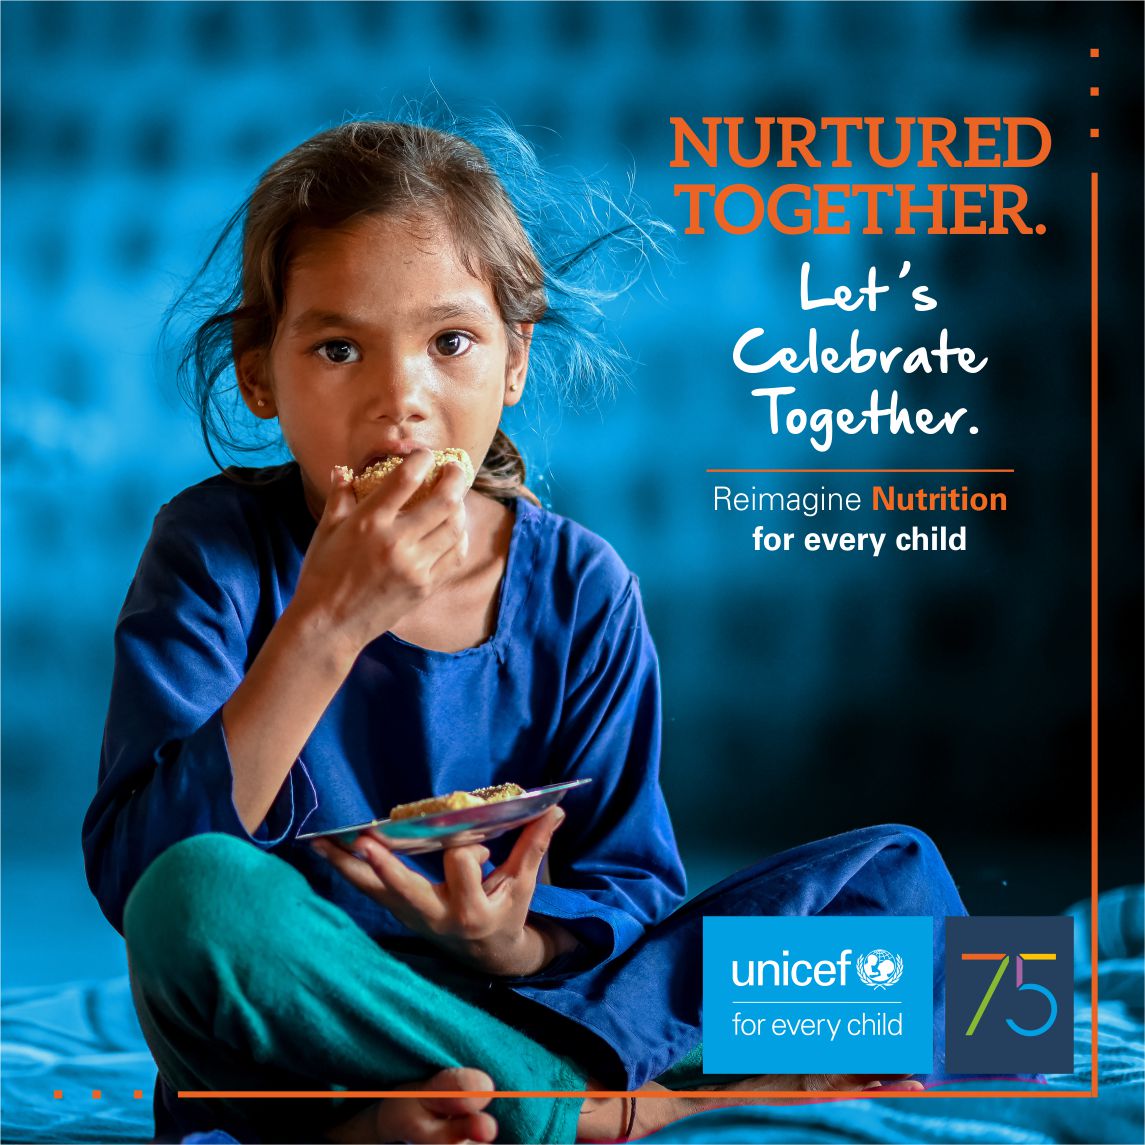 NURTURED
TOGETHER.
Let's
Celebrate
Together.
Reimagine Nutrition
for every child
unicef
for every child
75